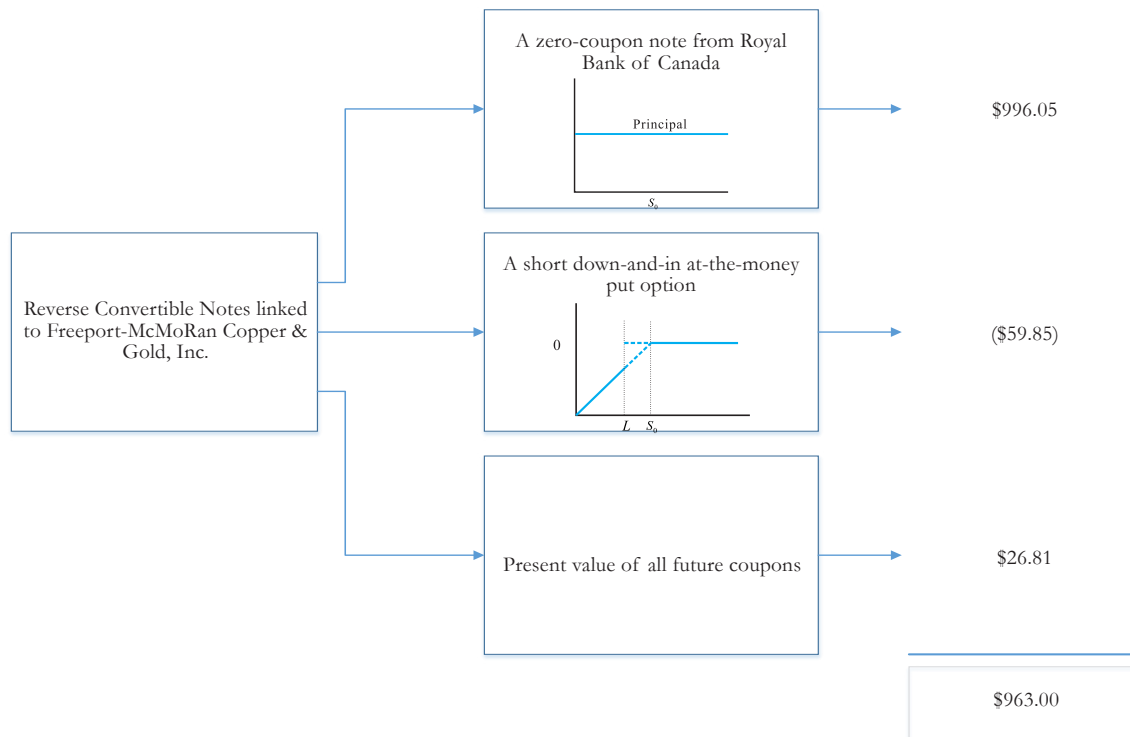 A zero-coupon note from Royal
Bank of Canada
Principal
S₀
$996.05
Reverse Convertible Notes linked
to Freeport-McMoRan Copper &
Gold, Inc.
A short down-and-in at-the-money
put option
0
L S₀
($59.85)
Present value of all future coupons
$26.81
$963.00